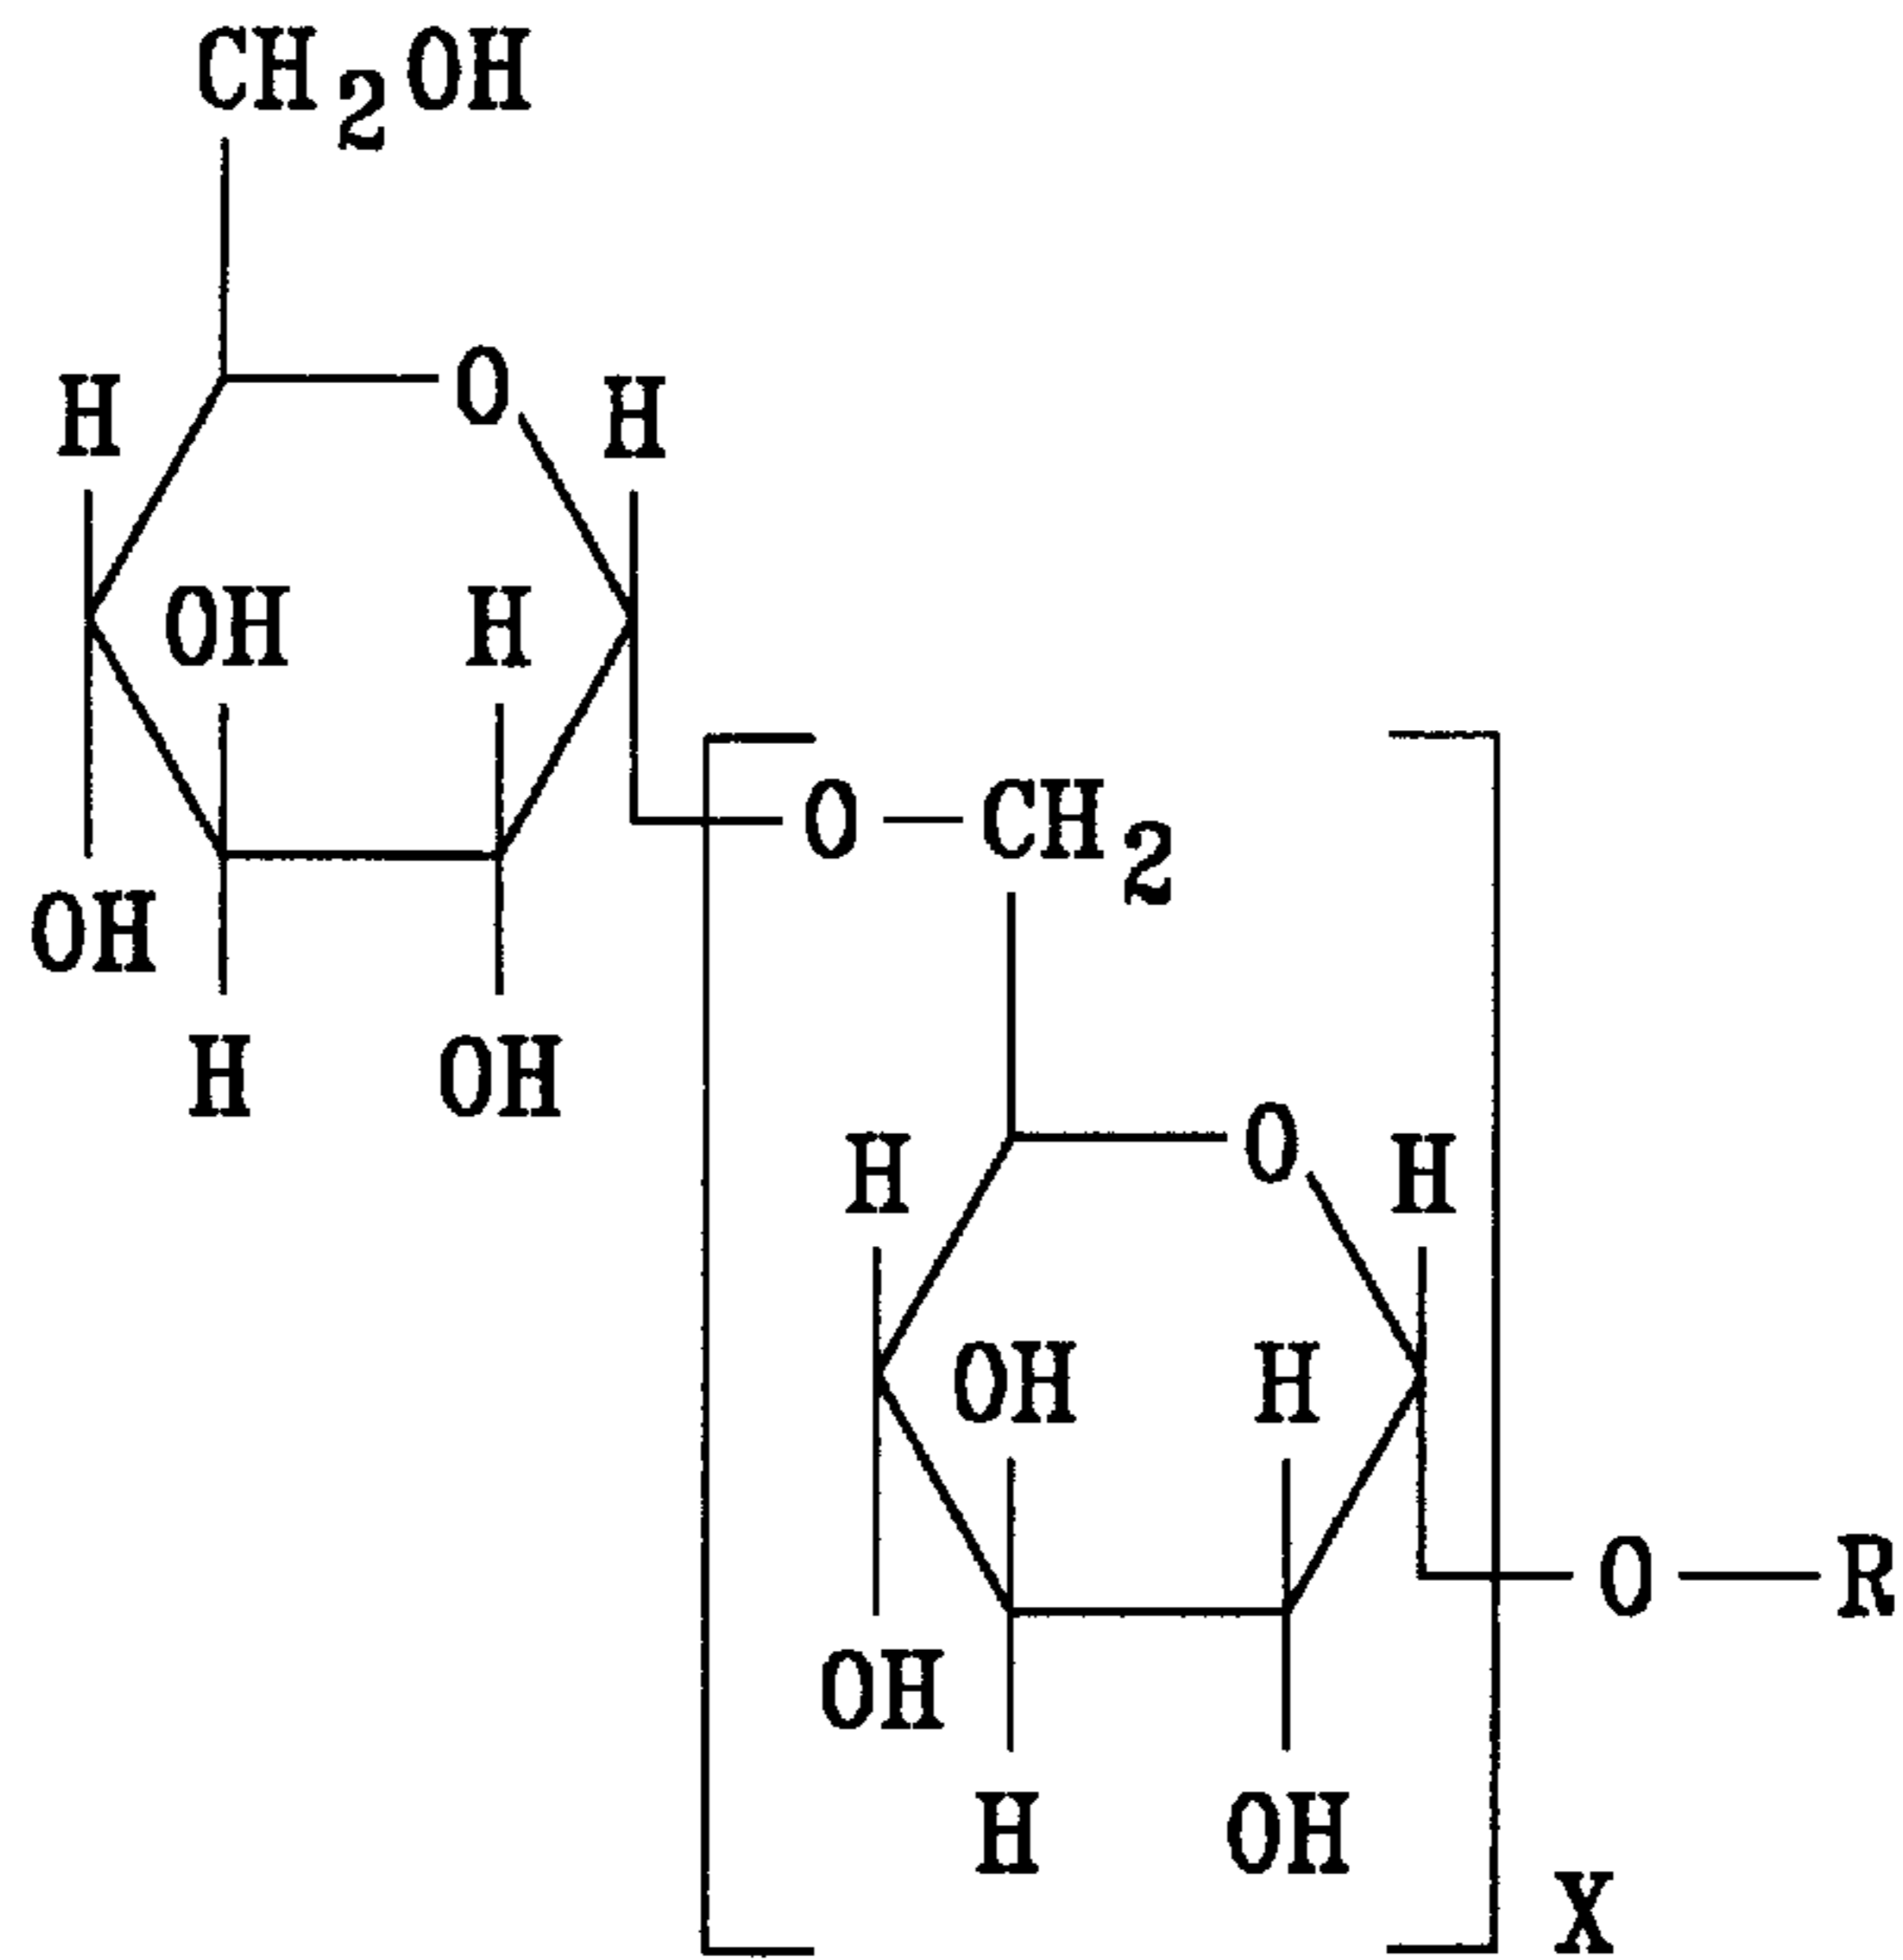 CH2OH
H O H
OH H
O CH2
OH
H OH
H O H
OH H
O R
OH
H OH
X